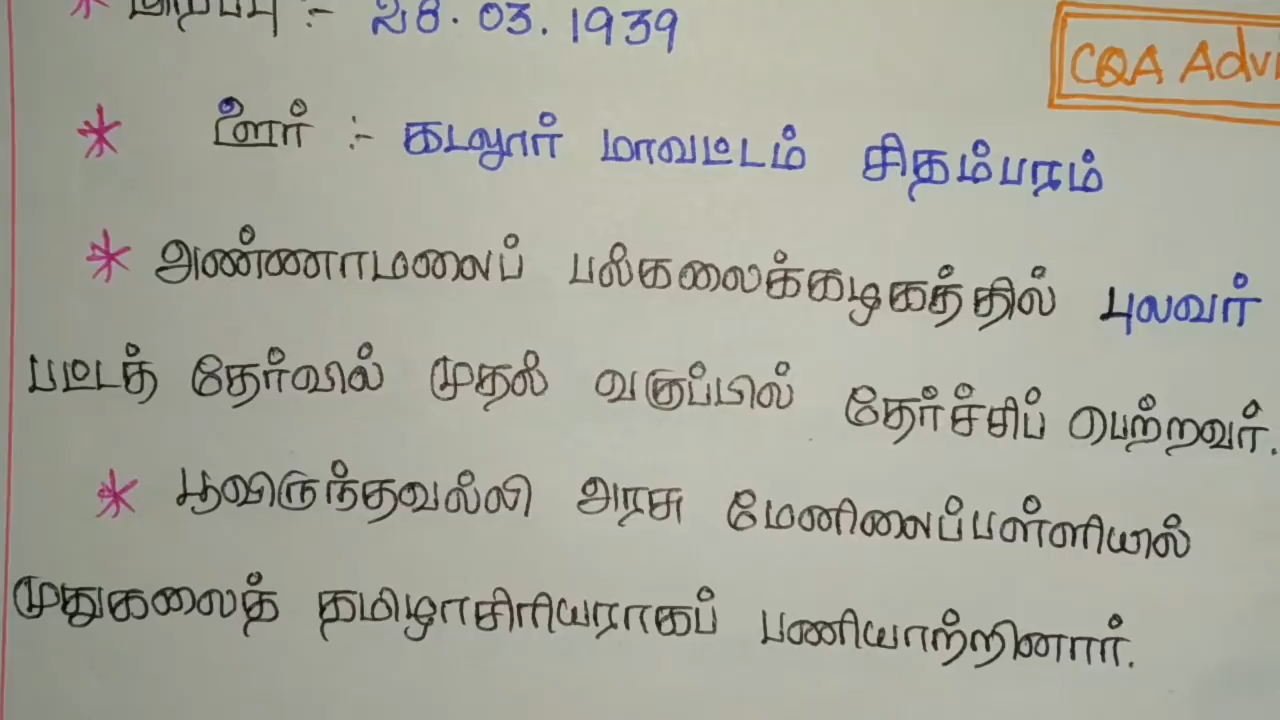 * பிறப்பு :- 28.03.1939
CQA Advi
* ஊர் :- கடலூர் மாவட்டம் சிதம்பரம்
* அண்ணாமலைப் பல்கலைக்கழகத்தில் புலவர்
பட்டத் தேர்வில் முதல் வகுப்பில் தேர்ச்சிப் பெற்றவர்.
* பூவிருந்தவல்லி அரசு மேனிலைப்பள்ளியில்
முதுகலைத் தமிழாசிரியராகப் பணியாற்றினார்.